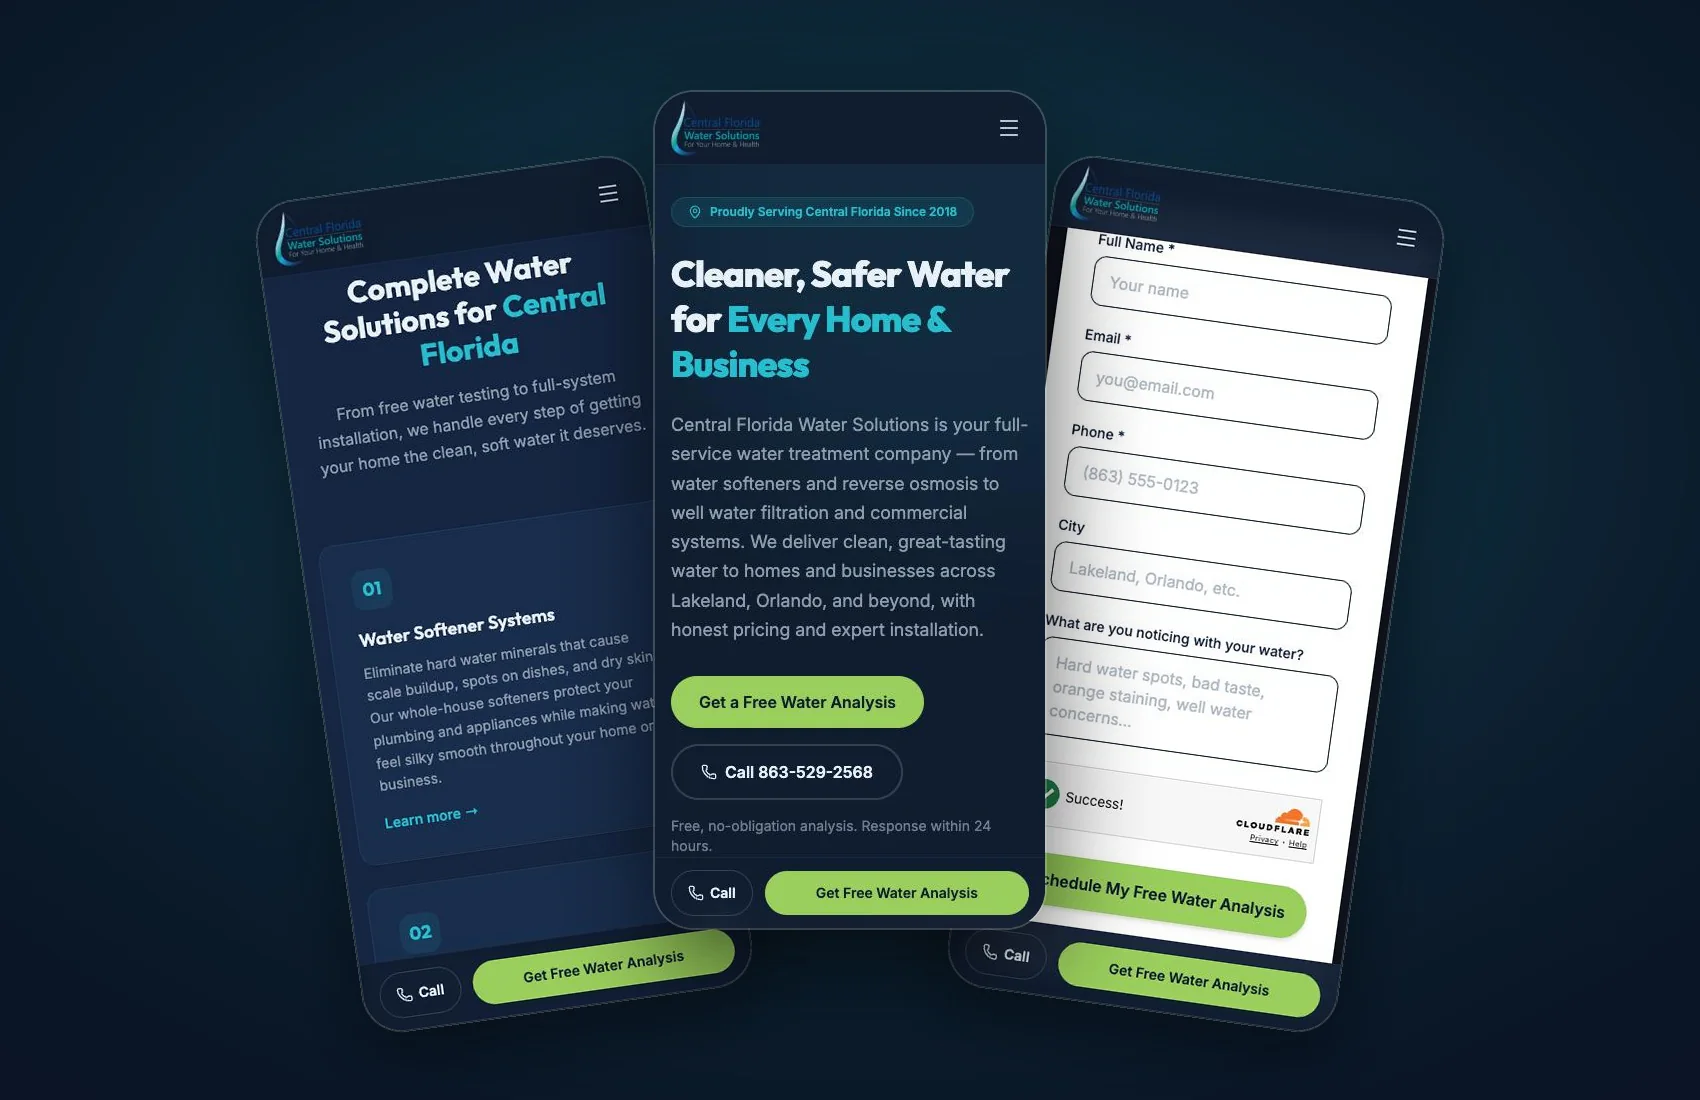 Central Florida
Water Solutions
For Your Home & Health
Complete Water
Solutions for Central
Florida
From free water testing to full-system
installation, we handle every step of getting
your home the clean, soft water it deserves.
01
Water Softener Systems
Eliminate hard water minerals that cause
scale buildup, spots on dishes, and dry skin
Our whole-house softeners protect your
plumbing and appliances while making wat
feel silky smooth throughout your home or
business.
Learn more →
02
Call
Get Free Water Analysis
Central Florida
Water Solutions
For Your Home & Health
Proudly Serving Central Florida Since 2018
Cleaner, Safer Water
for Every Home &
Business
Central Florida Water Solutions is your full-
service water treatment company — from
water softeners and reverse osmosis to
well water filtration and commercial
systems. We deliver clean, great-tasting
water to homes and businesses across
Lakeland, Orlando, and beyond, with
honest pricing and expert installation.
Get a Free Water Analysis
Call 863-529-2568
Free, no-obligation analysis. Response within 24
hours.
Call
Get Free Water Analysis
Central Florida
Water Solutions
For Your Home & Health
Full Name *
Your name
Email *
you@email.com
Phone *
(863) 555-0123
City
Lakeland, Orlando, etc.
What are you noticing with your water?
Hard water spots, bad taste,
orange staining, well water
concerns...
Success!
CLOUDFLARE
Privacy • Help
chedule My Free Water Analysis
Call
Get Free Water Analysis